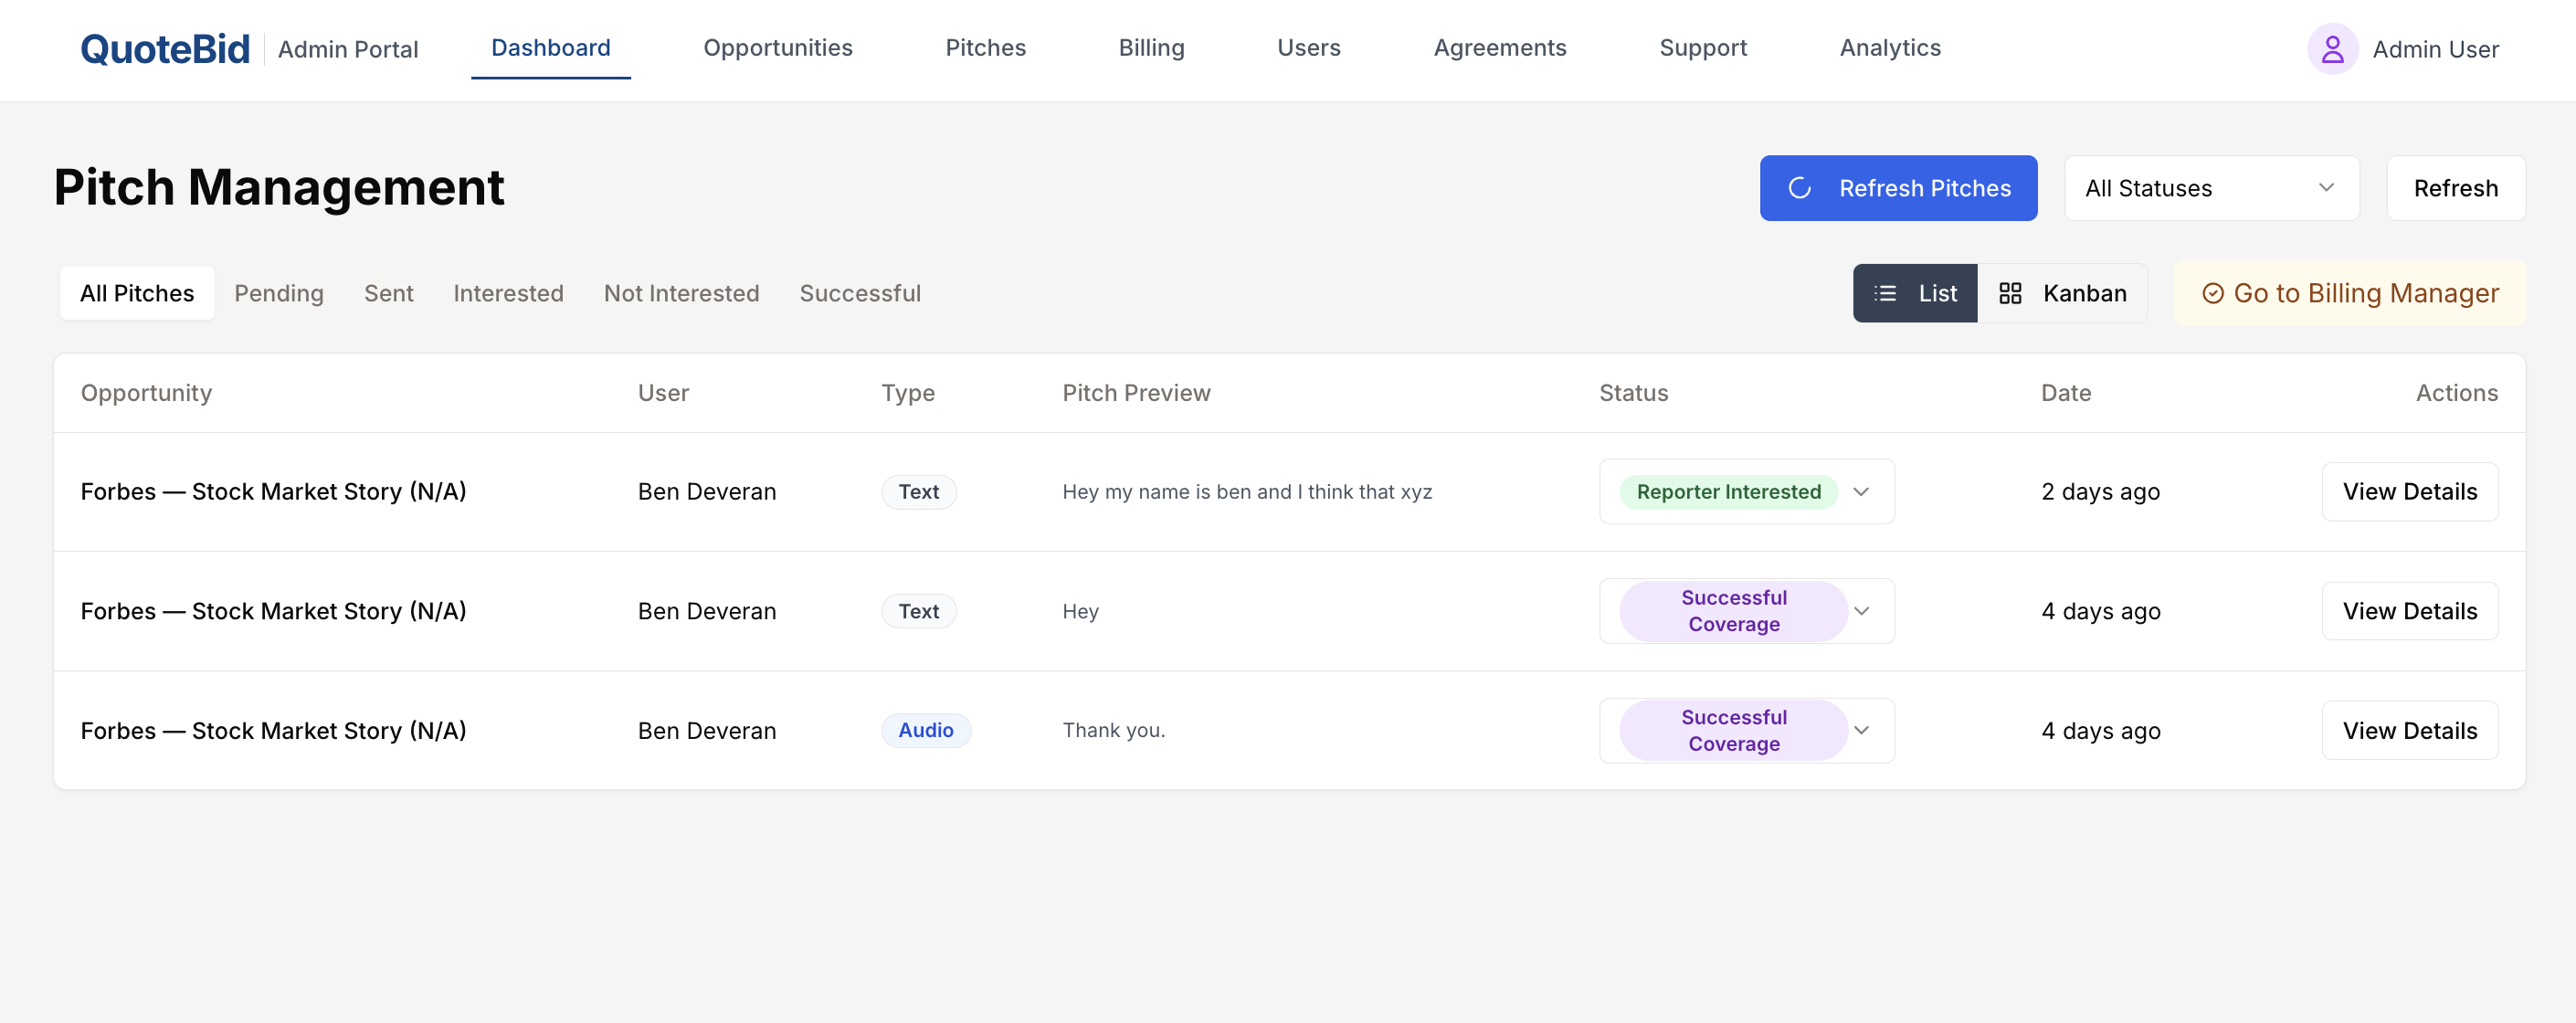 QuoteBid Admin Portal Dashboard Opportunities Pitches Billing Users Agreements Support Analytics Admin User
Pitch Management Refresh Pitches All Statuses Refresh
All Pitches Pending Sent Interested Not Interested Successful List Kanban Go to Billing Manager
Opportunity User Type Pitch Preview Status Date Actions
Forbes — Stock Market Story (N/A) Ben Deveran Text Hey my name is ben and I think that xyz Reporter Interested 2 days ago View Details
Forbes — Stock Market Story (N/A) Ben Deveran Text Hey Successful Coverage 4 days ago View Details
Forbes — Stock Market Story (N/A) Ben Deveran Audio Thank you. Successful Coverage 4 days ago View Details